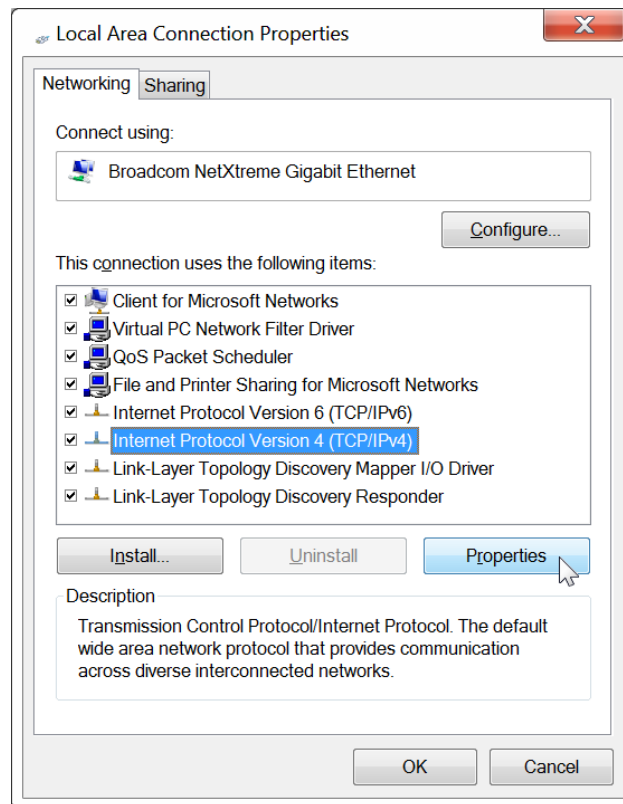 Local Area Connection Properties
Networking
Sharing
Connect using:
Broadcom NetXtreme Gigabit Ethernet
Configure...
This connection uses the following items:
Client for Microsoft Networks
Virtual PC Network Filter Driver
QoS Packet Scheduler
File and Printer Sharing for Microsoft Networks
Internet Protocol Version 6 (TCP/IPv6)
Internet Protocol Version 4 (TCP/IPv4)
Link-Layer Topology Discovery Mapper I/O Driver
Link-Layer Topology Discovery Responder
Install...
Uninstall
Properties
Description
Transmission Control Protocol/Internet Protocol. The default
wide area network protocol that provides communication
across diverse interconnected networks.
OK
Cancel